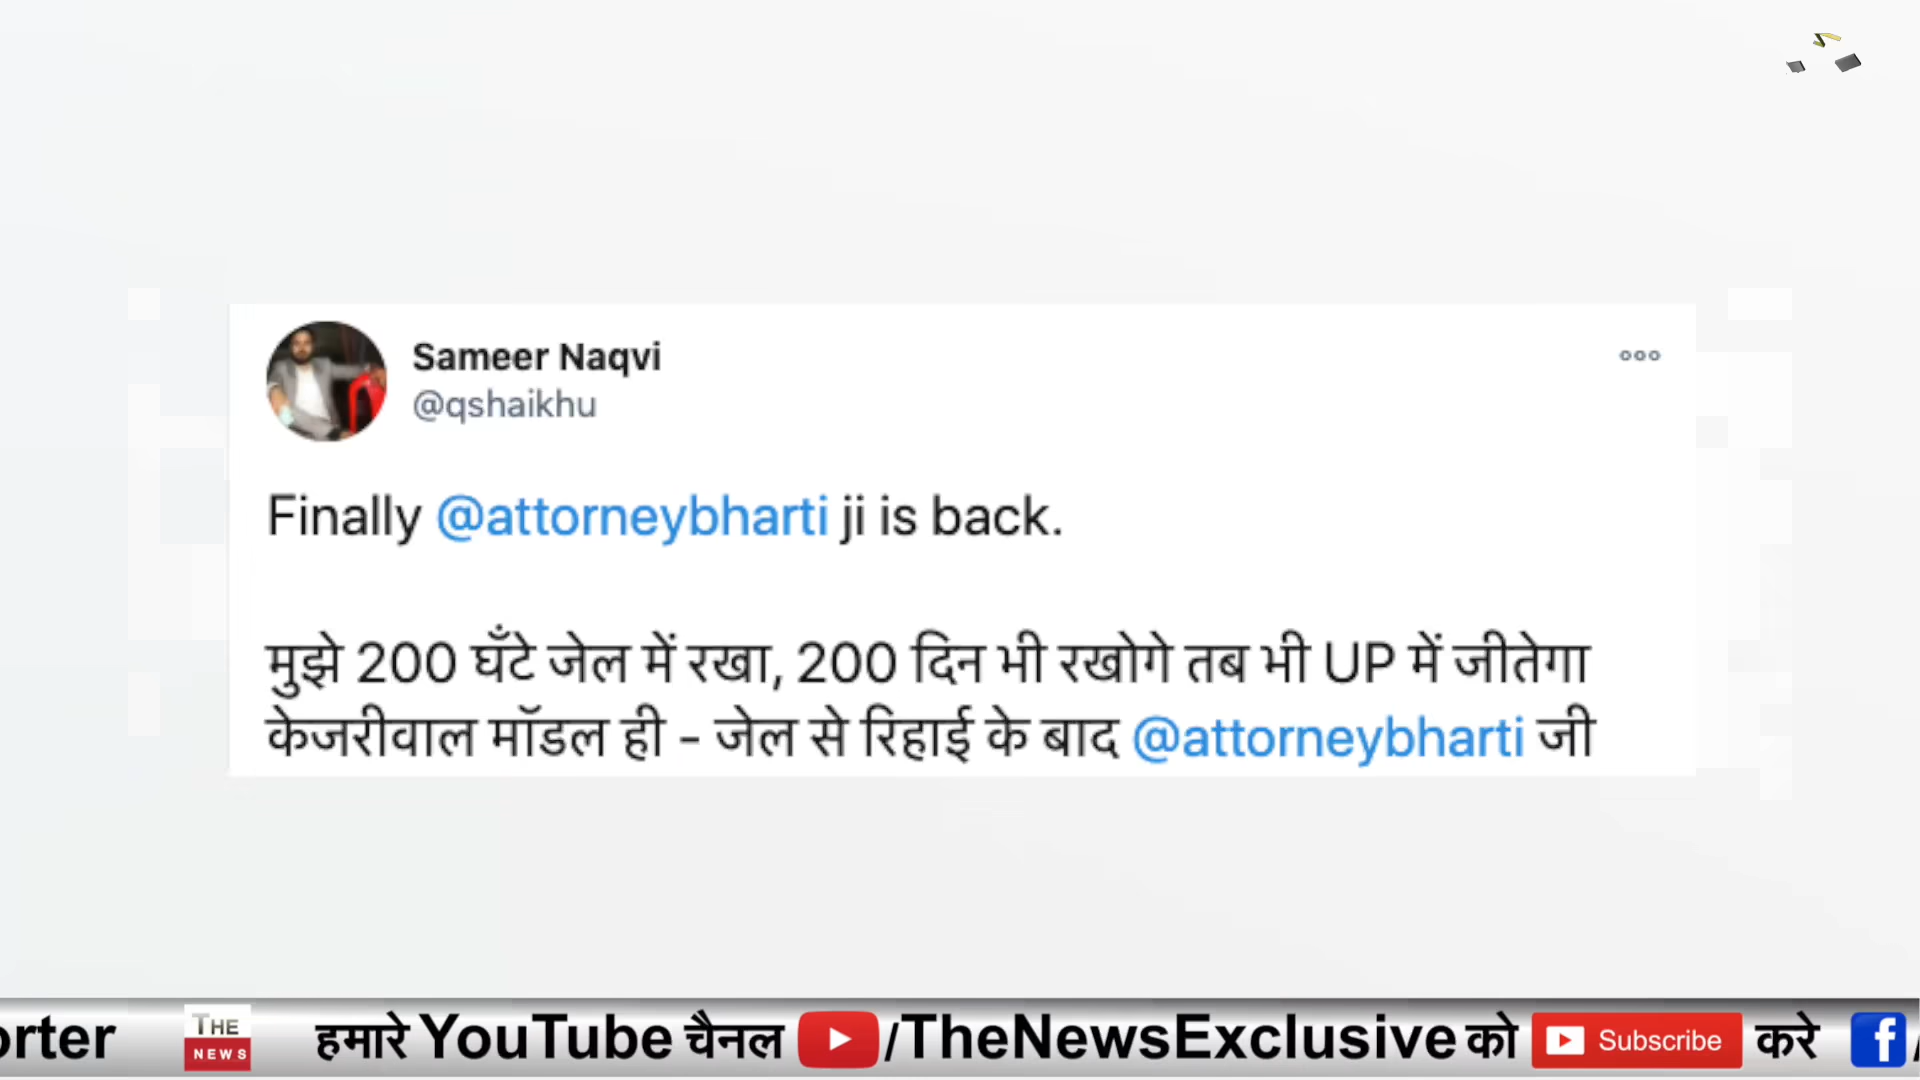 Sameer Naqvi
@qshaikhu
Finally @attorneybharti ji is back.
मुझे 200 घँटे जेल में रखा, 200 दिन भी रखोगे तब भी UP में जीतेगा
केजरीवाल मॉडल ही - जेल से रिहाई के बाद @attorneybharti जी
orter THE NEWS हमारे YouTube चैनल /TheNewsExclusive को Subscribe करे f /